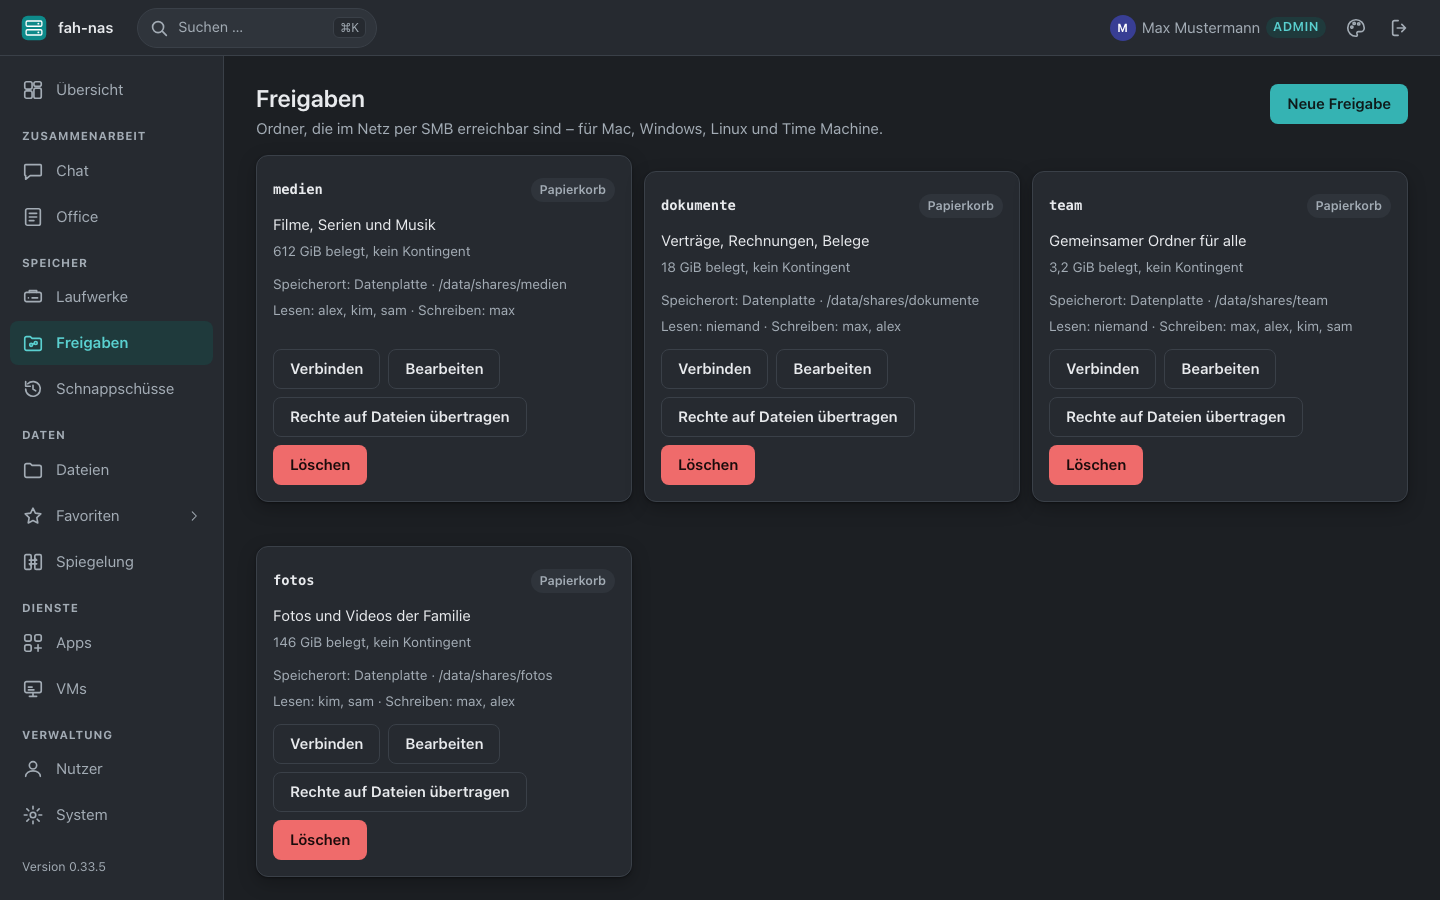 fah-nas
Suchen ...
⌘K
M
Max Mustermann
ADMIN
Übersicht
ZUSAMMENARBEIT
Chat
Office
SPEICHER
Laufwerke
Freigaben
Schnappschüsse
DATEN
Dateien
Favoriten
Spiegelung
DIENSTE
Apps
VMs
VERWALTUNG
Nutzer
System
Version 0.33.5
Freigaben
Ordner, die im Netz per SMB erreichbar sind – für Mac, Windows, Linux und Time Machine.
Neue Freigabe
medien
Papierkorb
Filme, Serien und Musik
612 GiB belegt, kein Kontingent
Speicherort: Datenplatte · /data/shares/medien
Lesen: alex, kim, sam · Schreiben: max
Verbinden
Bearbeiten
Rechte auf Dateien übertragen
Löschen
dokumente
Papierkorb
Verträge, Rechnungen, Belege
18 GiB belegt, kein Kontingent
Speicherort: Datenplatte · /data/shares/dokumente
Lesen: niemand · Schreiben: max, alex
Verbinden
Bearbeiten
Rechte auf Dateien übertragen
Löschen
team
Papierkorb
Gemeinsamer Ordner für alle
3,2 GiB belegt, kein Kontingent
Speicherort: Datenplatte · /data/shares/team
Lesen: niemand · Schreiben: max, alex, kim, sam
Verbinden
Bearbeiten
Rechte auf Dateien übertragen
Löschen
fotos
Papierkorb
Fotos und Videos der Familie
146 GiB belegt, kein Kontingent
Speicherort: Datenplatte · /data/shares/fotos
Lesen: kim, sam · Schreiben: max, alex
Verbinden
Bearbeiten
Rechte auf Dateien übertragen
Löschen